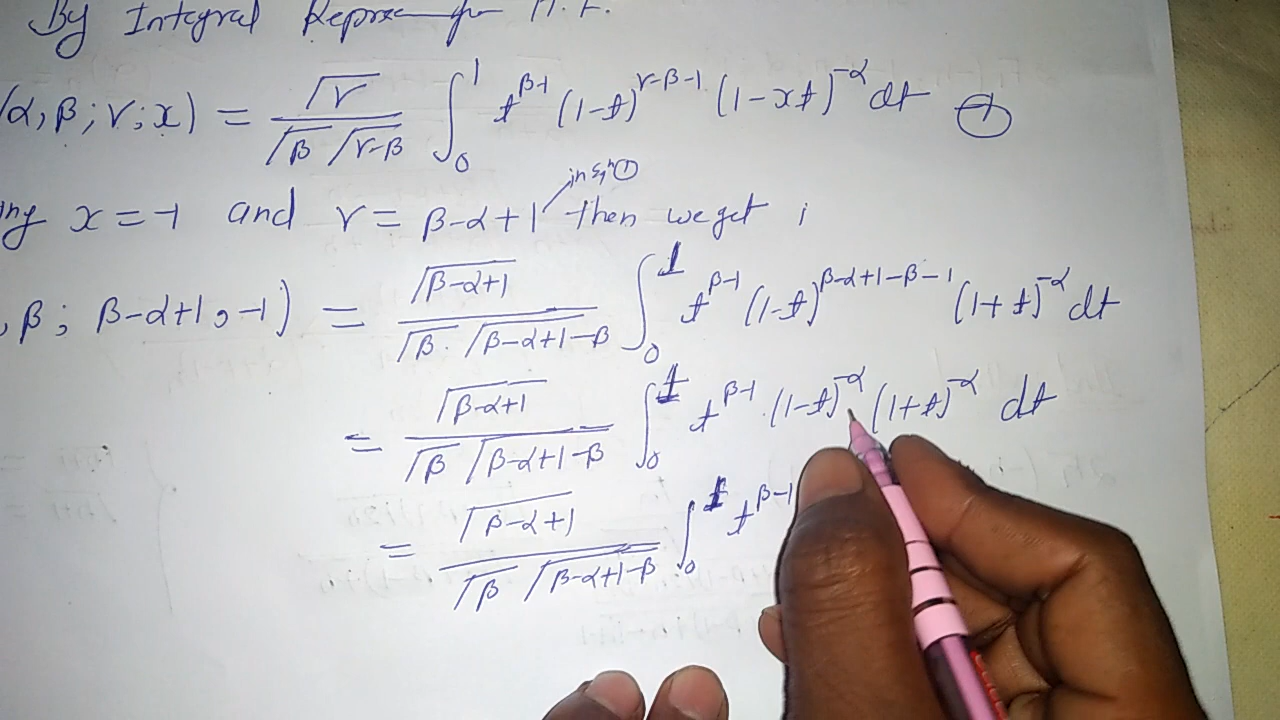 By Integral H.F.
(α, β; γ; x) = Γγ / Γβ Γγ-β ∫₀¹ t^{β-1} (1-t)^{γ-β-1} (1-xt)^{-α} dt ①
ing x = -1 and γ = β-α+1 in eqⁿ ① then we get ;
, β; β-α+1, -1) = Γβ-α+1 / Γβ · Γβ-α+1-β ∫₀¹ t^{β-1} (1-t)^{β-α+1-β-1} (1+t)^{-α} dt
= Γβ-α+1 / Γβ Γβ-α+1-β ∫₀¹ t^{β-1} · (1-t)^{-α} (1+t)^{-α} dt
= Γβ-α+1 / Γβ Γβ-α+1-β ∫₀¹ t^{β-1}